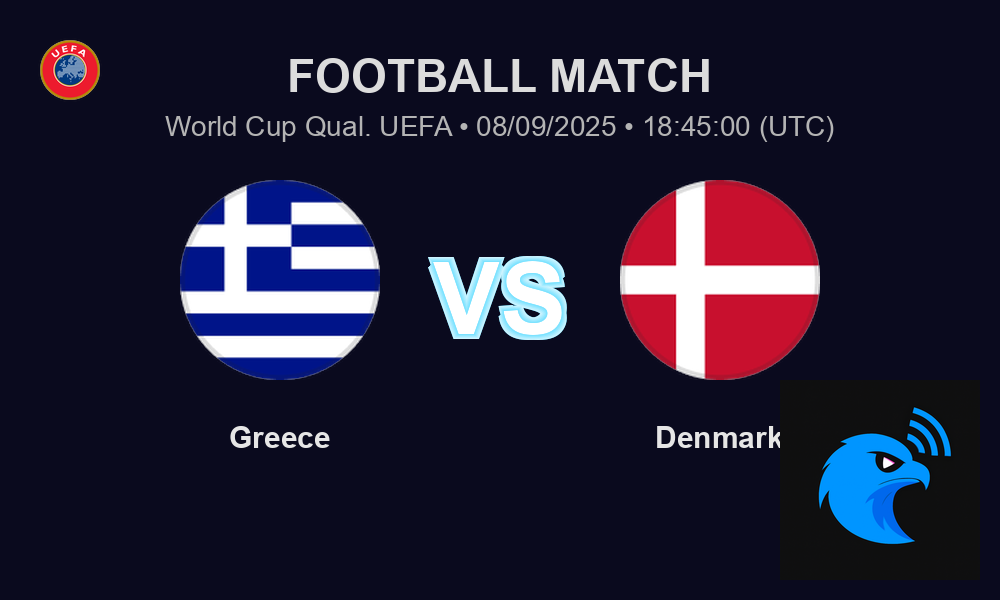 UEFA
FOOTBALL MATCH
World Cup Qual. UEFA • 08/09/2025 • 18:45:00 (UTC)
VS
Greece
Denmark